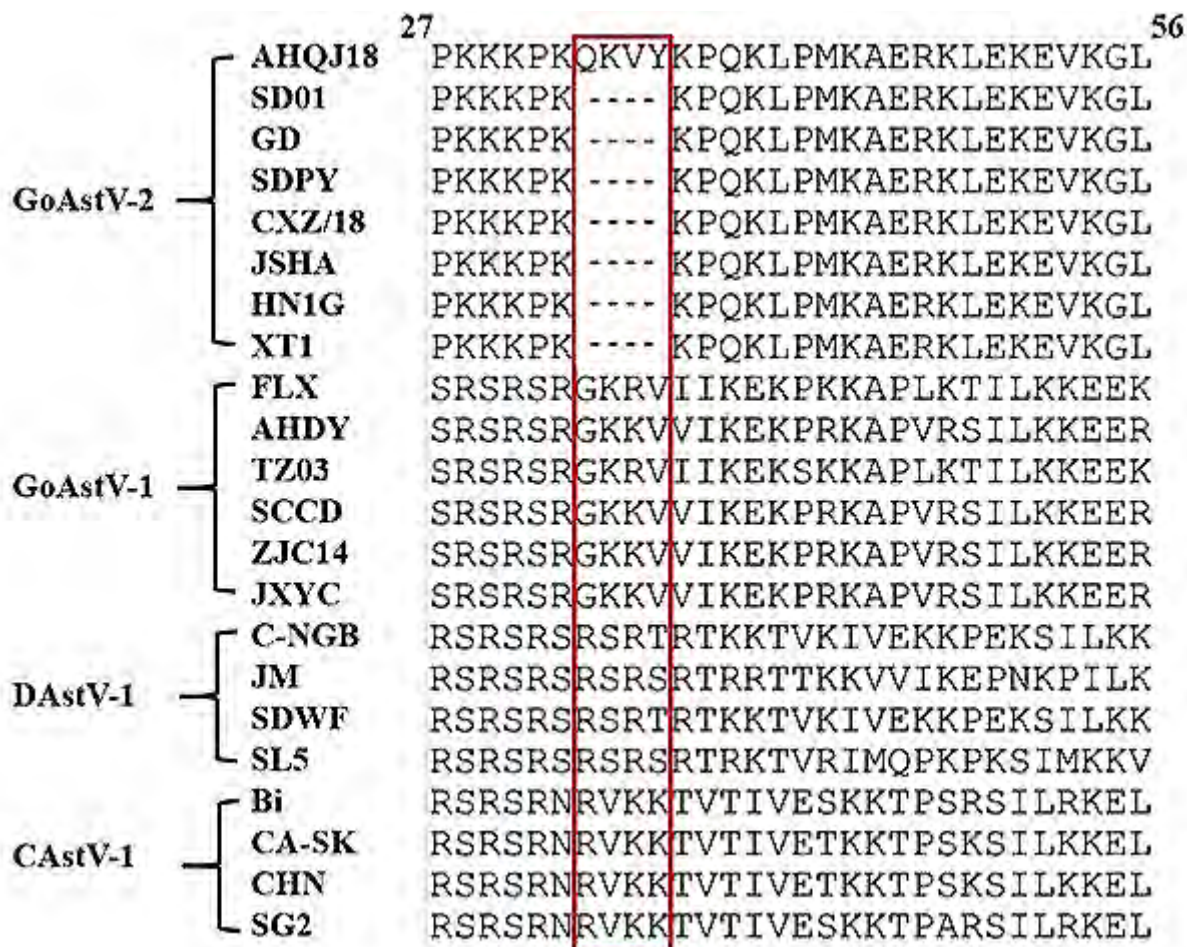 27 56
AHQJ18 PKKKPKQKVYKPQKLPMKAERKLEKEVKGL
SD01 PKKKPK----KPQKLPMKAERKLEKEVKGL
GD PKKKPK----KPQKLPMKAERKLEKEVKGL
SDPY PKKKPK----KPQKLPMKAERKLEKEVKGL
GoAstV-2
CXZ/18 PKKKPK----KPQKLPMKAERKLEKEVKGL
JSHA PKKKPK----KPQKLPMKAERKLEKEVKGL
HN1G PKKKPK----KPQKLPMKAERKLEKEVKGL
XT1 PKKKPK----KPQKLPMKAERKLEKEVKGL
FLX SRSRSRGKRVIIKEKPKKAPLKTILKKEEK
AHDY SRSRSRGKKVVIKEKPRKAPVRSILKKEER
GoAstV-1 TZ03 SRSRSRGKRVIIKEKSKKAPLKTILKKEEK
SCCD SRSRSRGKKVVIKEKPRKAPVRSILKKEER
ZJC14 SRSRSRGKKVVIKEKPRKAPVRSILKKEER
JXYC SRSRSRGKKVVIKEKPRKAPVRSILKKEER
C-NGB RSRSRSRSRTRTKKTVKIVEKKPEKSILKK
DAstV-1 JM RSRSRSRSRSRTRRTTKKVVIKEPNKPILK
SDWF RSRSRSRSRTRTKKTVKIVEKKPEKSILKK
SL5 RSRSRSRSRSRTRKTVRIMQPKPKSIMKKV
Bi RSRSRNRVKKTVTIVESKKTPSRSILRKEL
CAstV-1 CA-SK RSRSRNRVKKTVTIVETKKTPSKSILKKEL
CHN RSRSRNRVKKTVTIVETKKTPSKSILKKEL
SG2 RSRSRNRVKKTVTIVESKKTPARSILRKEL